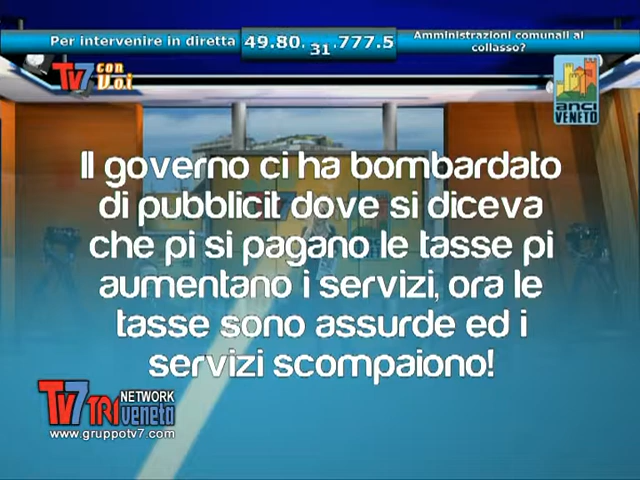 Per intervenire in diretta
49.80. 31 .777.5
Amministrazioni comunali al
collasso?
TV7 con
V.o.i
anci
VENETO
Il governo ci ha bombardato
di pubblicit dove si diceva
che pi si pagano le tasse pi
aumentano i servizi, ora le
tasse sono assurde ed i
servizi scompaiono!
TV7 TRI NETWORK
veneta
www.gruppotv7.com